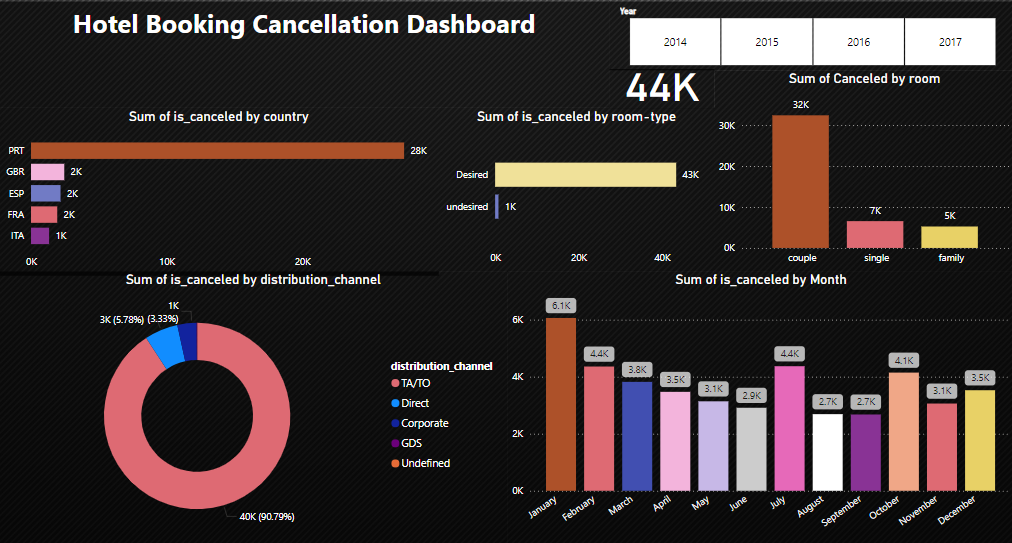 Hotel Booking Cancellation Dashboard
Year
2014 2015 2016 2017
44K
Sum of is_canceled by country
PRT 28K
GBR 2K
ESP 2K
FRA 2K
ITA 1K
0K 10K 20K
Sum of is_canceled by room-type
Desired 43K
undesired 1K
0K 20K 40K
Sum of Canceled by room
30K
20K
10K
0K
32K
7K
5K
couple single family
Sum of is_canceled by distribution_channel
1K
(3.33%)
3K (5.78%)
40K (90.79%)
distribution_channel
TA/TO
Direct
Corporate
GDS
Undefined
Sum of is_canceled by Month
6K
4K
2K
0K
6.1K 4.4K 3.8K 3.5K 3.1K 2.9K 4.4K 2.7K 2.7K 4.1K 3.1K 3.5K
January February March April May June July August September October November December